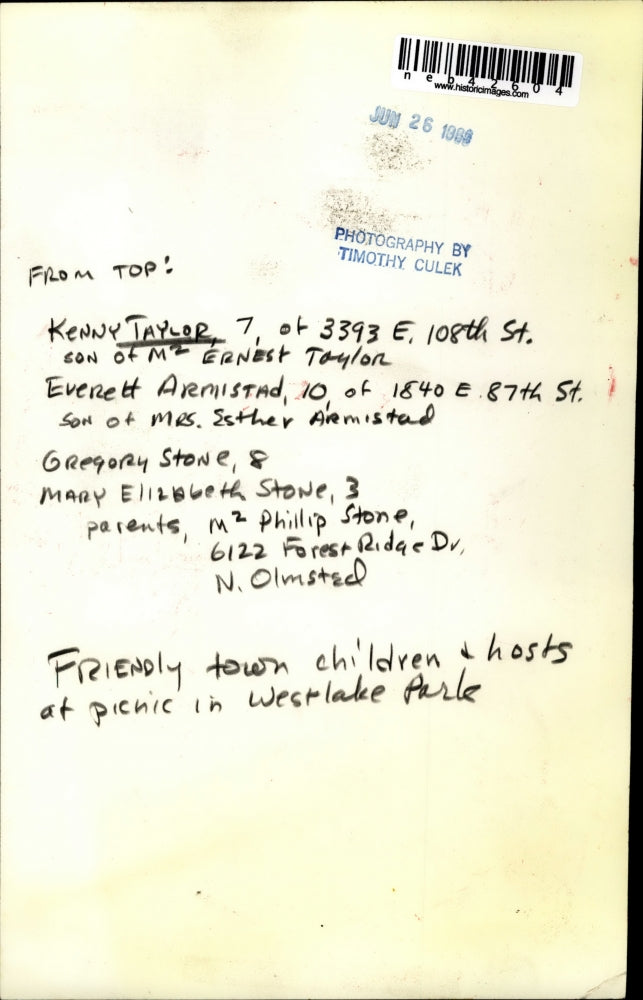 neb42604
www.historicimages.com
JUN 26
PHOTOGRAPHY BY
TIMOTHY CULEK
FROM TOP:
KENNY TAYLOR, 7, of 3393 E. 108th St.
SON of M² ERNEST Taylor
Everett ARMISTAD, 10, of 1840 E. 87th St.
SON of MRS. Esther ARMISTAD
GREGORY STONE, 8
MARY Elizabeth STONE, 3
parents, M² Phillip Stone,
6122 Forest Ridge Dr,
N. Olmsted
FRIENDly town children & hosts
at picnic in Westlake Park